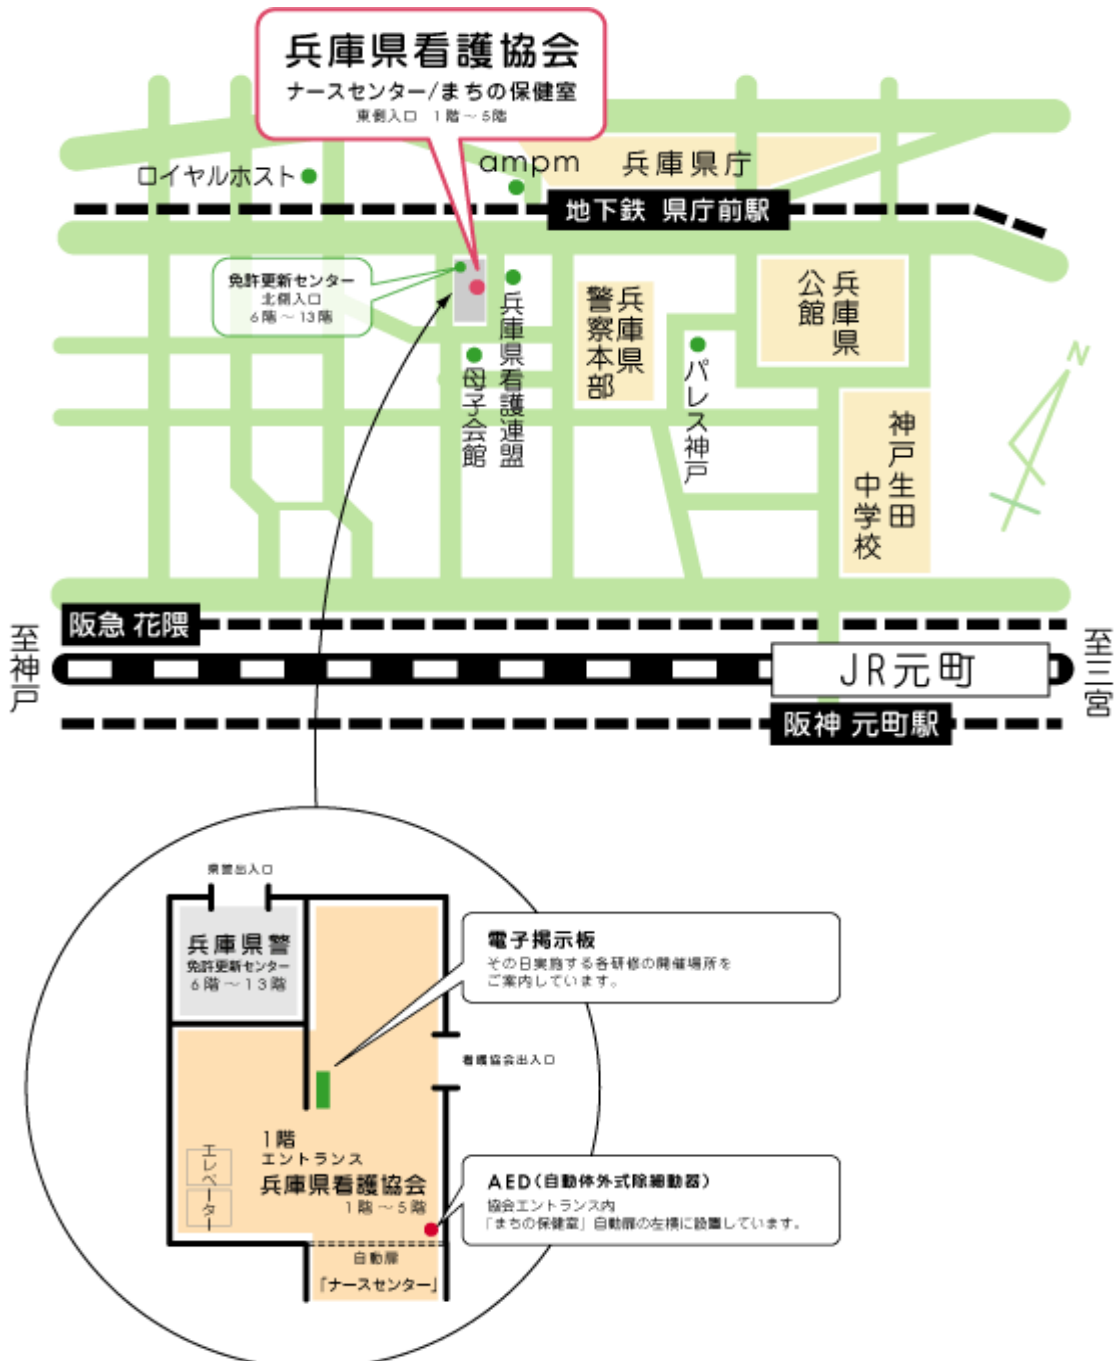 兵庫県看護協会
ナースセンター/まちの保健室
東側入口 1階〜5階
ampm
兵庫県庁
ロイヤルホスト
地下鉄 県庁前駅
免許更新センター
北側入口
6階〜13階
兵庫県看護連盟
母子会館
兵庫県
警察本部
パレス神戸
兵庫県
公館
N
神戸生田
中学校
阪急 花隈
至神戸
JR元町
至三宮
阪神 元町駅
県警出入口
兵庫県警
免許更新センター
6階〜13階
電子掲示板
その日実施する各研修の開催場所を
ご案内しています。
看護協会出入口
1階
エントランス
兵庫県看護協会
1階〜5階
エレベーター
AED(自動体外式除細動器)
協会エントランス内
「まちの保健室」自動扉の左横に設置しています。
自動扉
「ナースセンター」